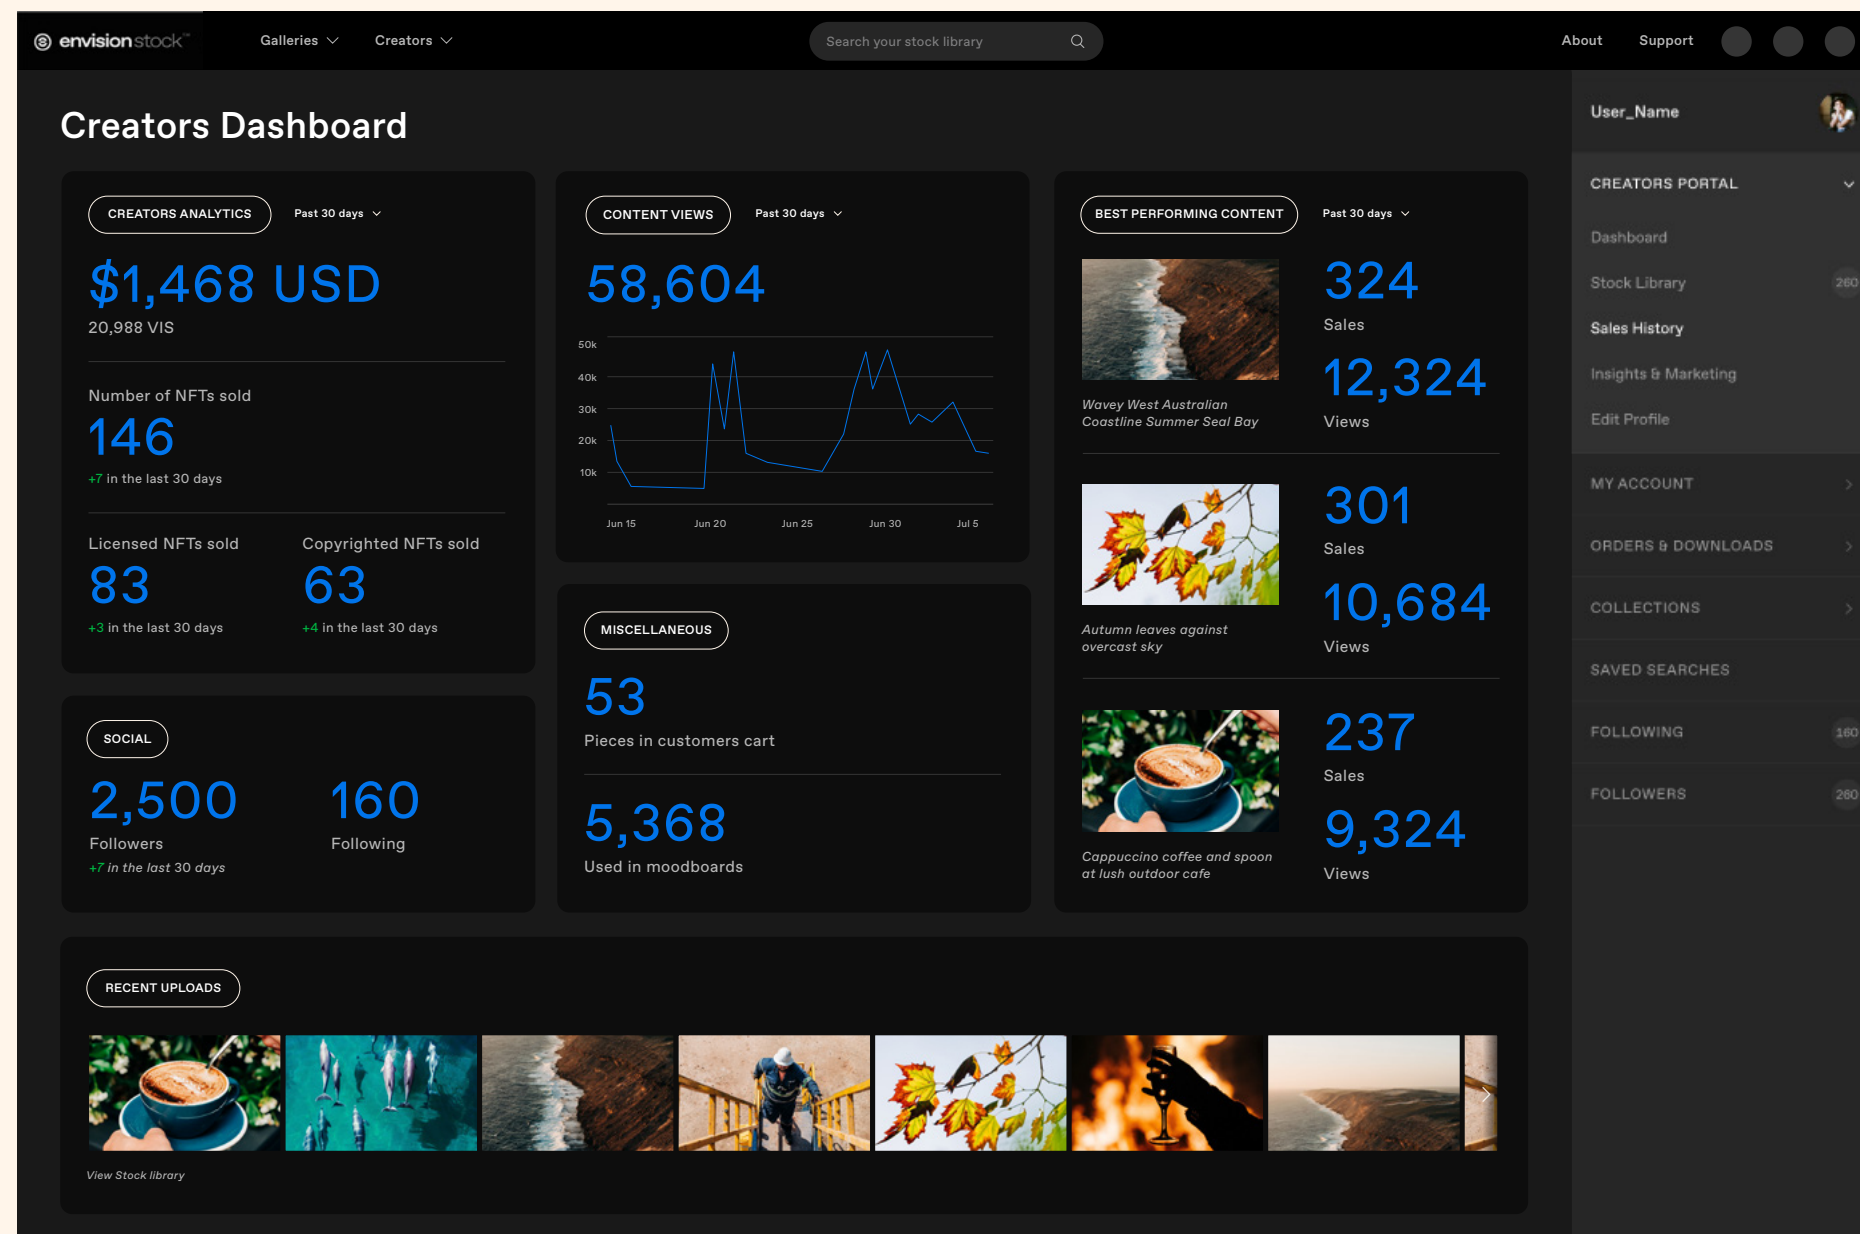 envision stock™
Galleries
Creators
Search your stock library
About
Support
Creators Dashboard
CREATORS ANALYTICS
Past 30 days
$1,468 USD
20,988 VIS
Number of NFTs sold
146
+7 in the last 30 days
Licensed NFTs sold
83
+3 in the last 30 days
Copyrighted NFTs sold
63
+4 in the last 30 days
SOCIAL
2,500
Followers
+7 in the last 30 days
160
Following
CONTENT VIEWS
Past 30 days
58,604
50k
40k
30k
20k
10k
Jun 15
Jun 20
Jun 25
Jun 30
Jul 5
MISCELLANEOUS
53
Pieces in customers cart
5,368
Used in moodboards
BEST PERFORMING CONTENT
Past 30 days
324
Sales
12,324
Views
Wavey West Australian
Coastline Summer Seal Bay
301
Sales
10,684
Views
Autumn leaves against
overcast sky
237
Sales
9,324
Views
Cappuccino coffee and spoon
at lush outdoor cafe
RECENT UPLOADS
View Stock library
User_Name
CREATORS PORTAL
Dashboard
Stock Library
260
Sales History
Insights & Marketing
Edit Profile
MY ACCOUNT
ORDERS & DOWNLOADS
COLLECTIONS
SAVED SEARCHES
FOLLOWING
160
FOLLOWERS
260